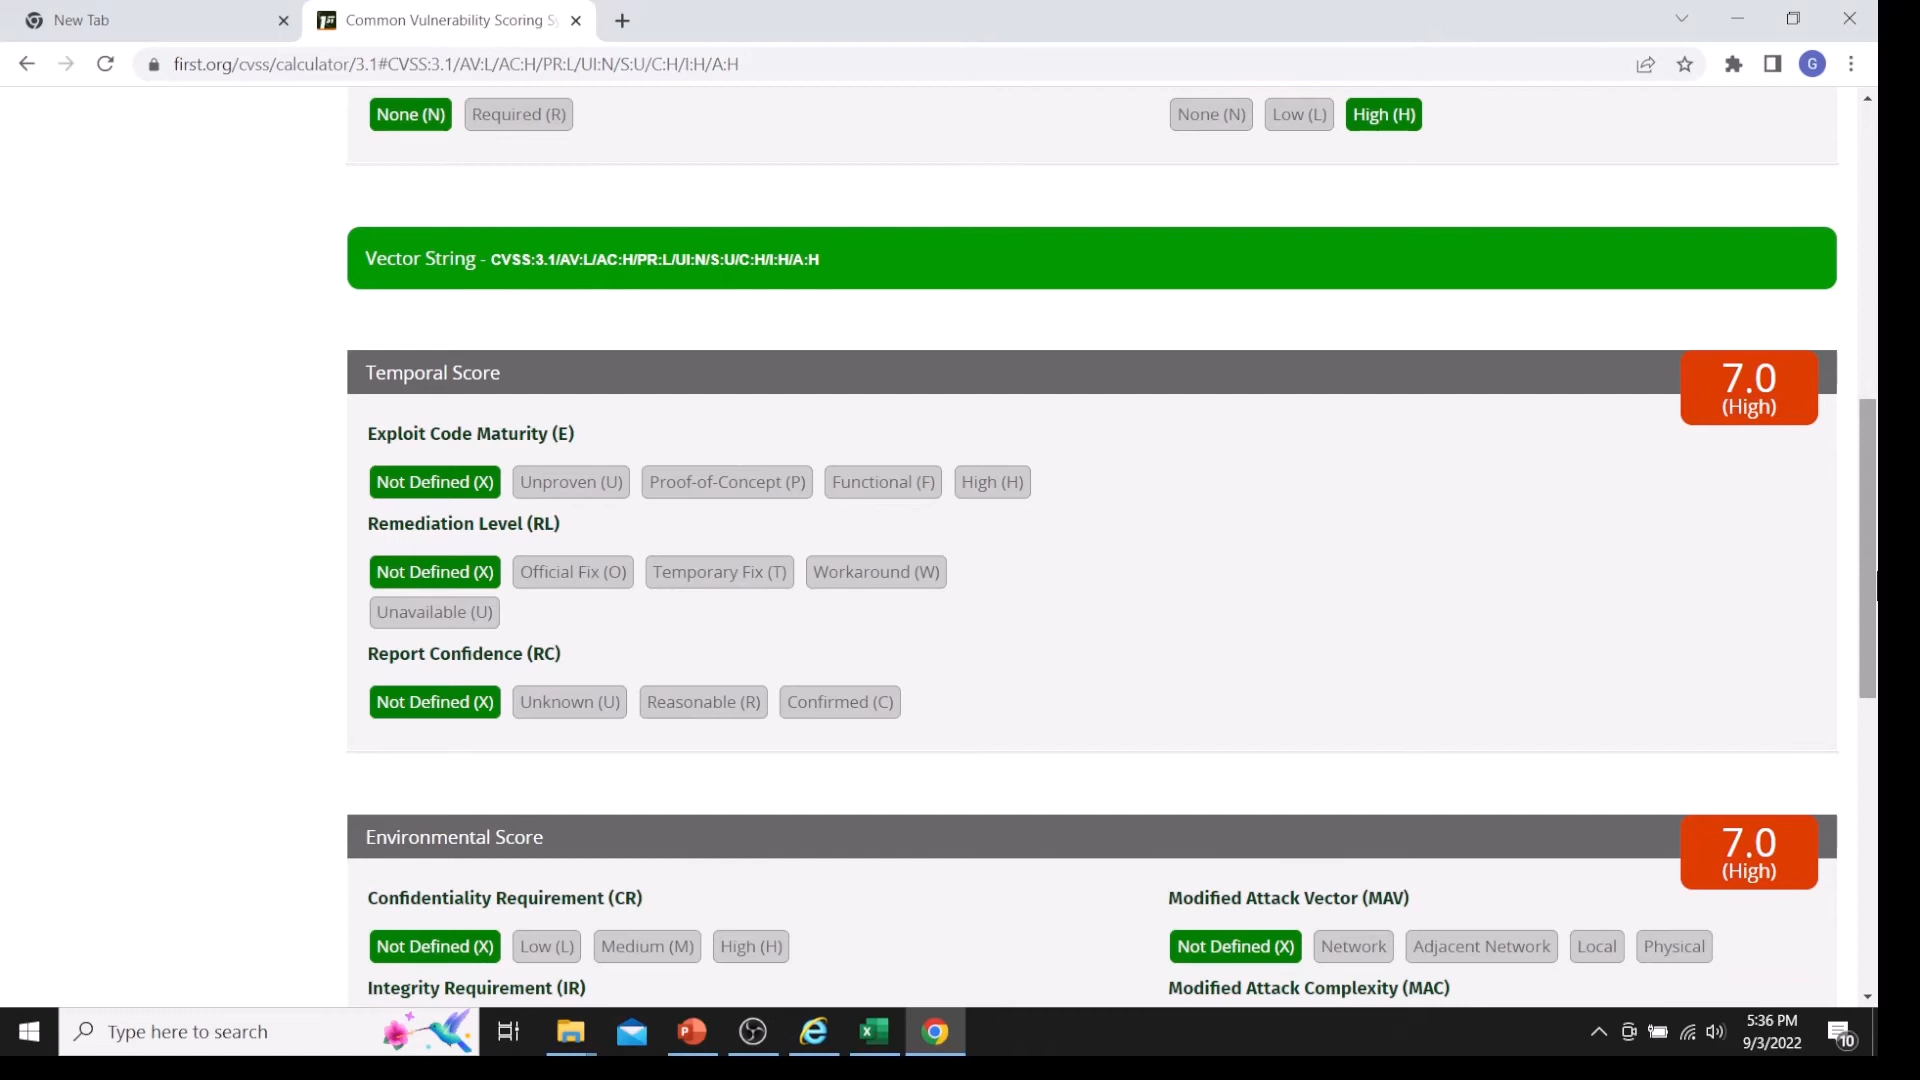 New Tab
Common Vulnerability Scoring Sy
first.org/cvss/calculator/3.1#CVSS:3.1/AV:L/AC:H/PR:L/UI:N/S:U/C:H/I:H/A:H
G
None (N) Required (R) None (N) Low (L) High (H)
Vector String - CVSS:3.1/AV:L/AC:H/PR:L/UI:N/S:U/C:H/I:H/A:H
Temporal Score
7.0
(High)
Exploit Code Maturity (E)
Not Defined (X) Unproven (U) Proof-of-Concept (P) Functional (F) High (H)
Remediation Level (RL)
Not Defined (X) Official Fix (O) Temporary Fix (T) Workaround (W)
Unavailable (U)
Report Confidence (RC)
Not Defined (X) Unknown (U) Reasonable (R) Confirmed (C)
Environmental Score
7.0
(High)
Confidentiality Requirement (CR) Modified Attack Vector (MAV)
Not Defined (X) Low (L) Medium (M) High (H) Not Defined (X) Network Adjacent Network Local Physical
Integrity Requirement (IR) Modified Attack Complexity (MAC)
Type here to search
5:36 PM
9/3/2022
10